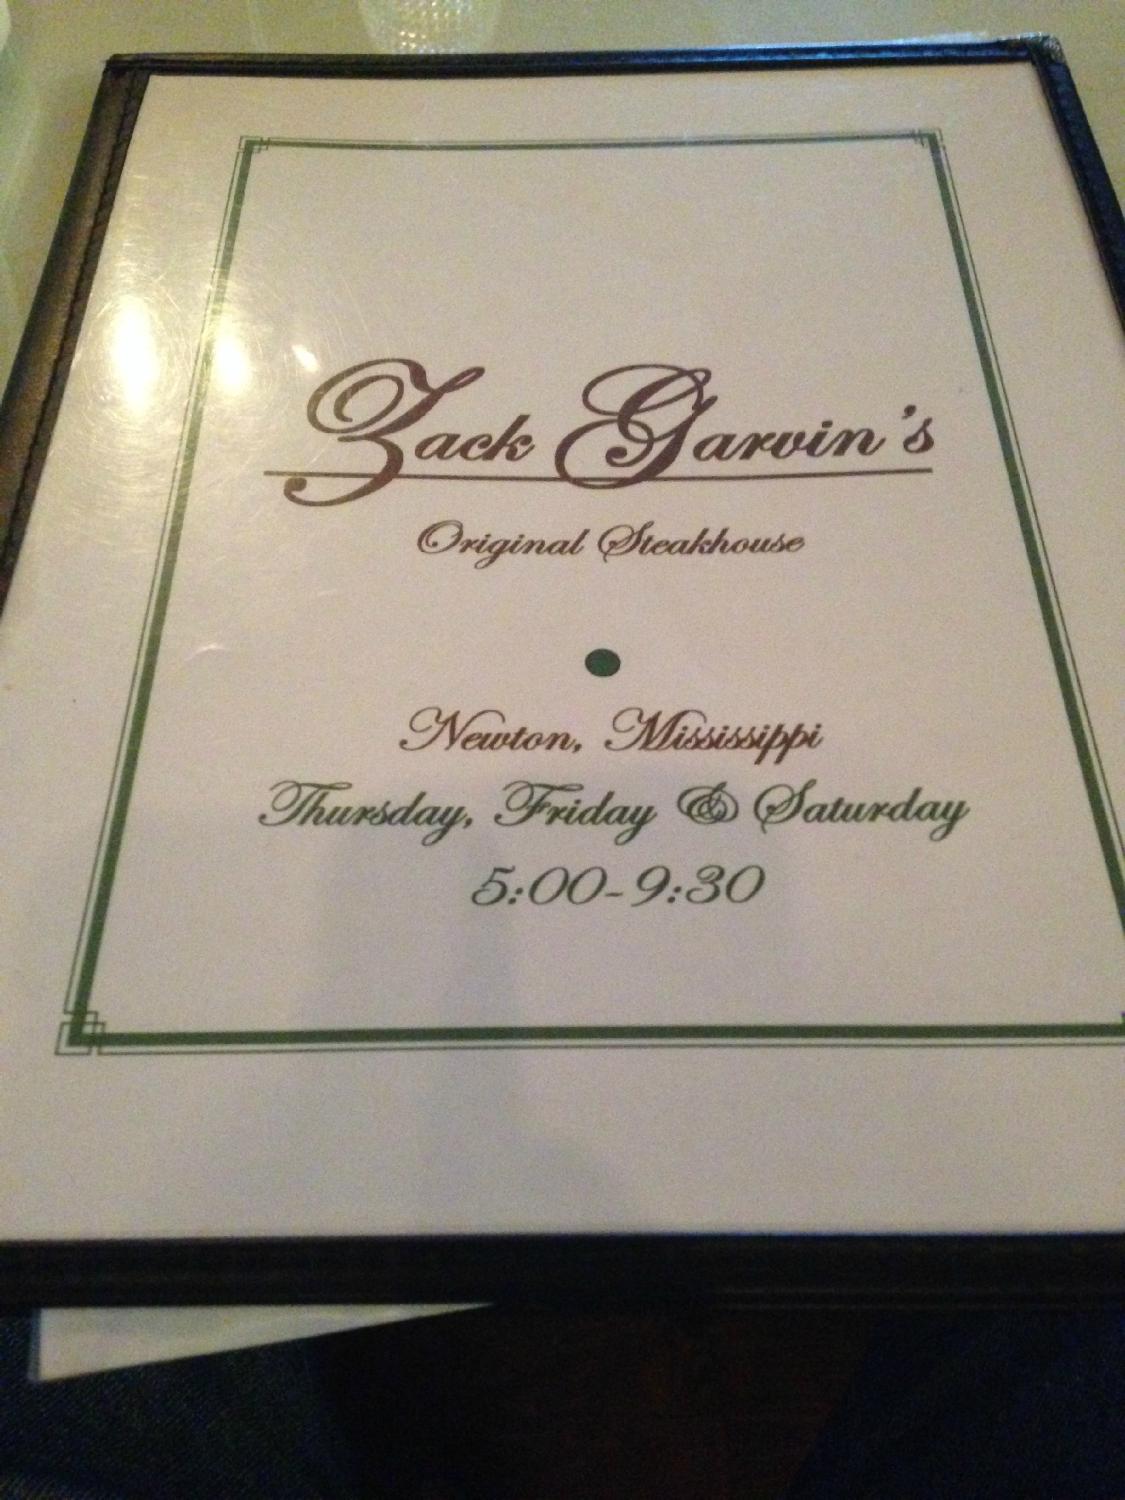 Zack Garvin's
Original Steakhouse
Newton, Mississippi
Thursday, Friday & Saturday
5:00-9:30